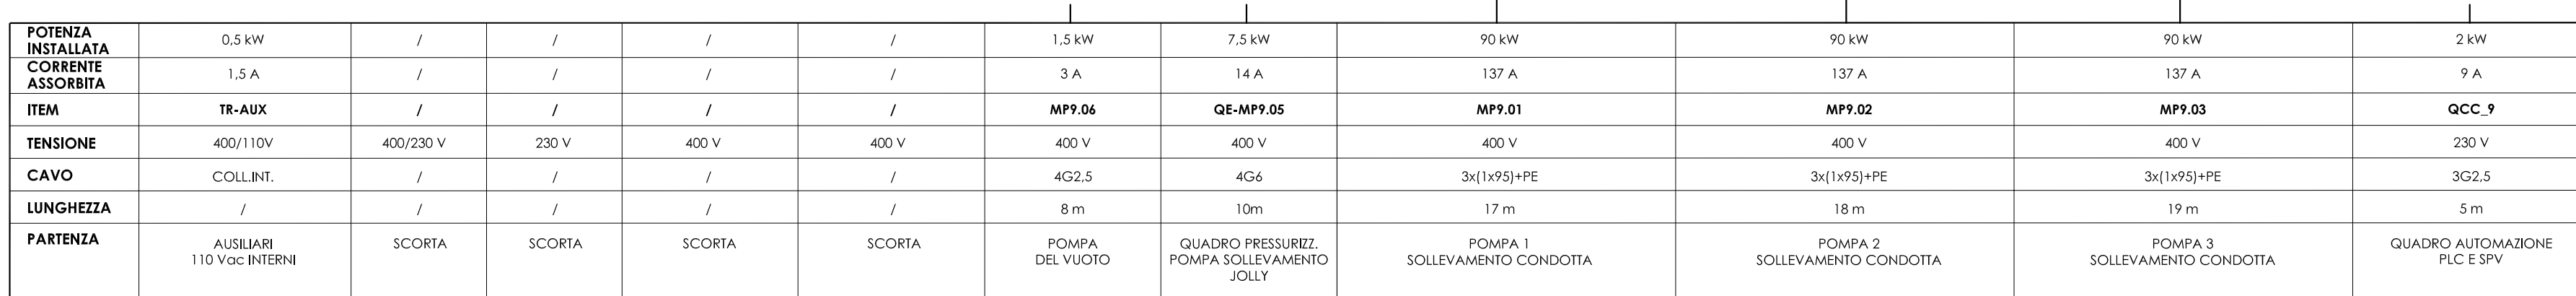 POTENZA INSTALLATA 0,5 kW / / / / 1,5 kW 7,5 kW 90 kW 90 kW 90 kW 2 kW
CORRENTE ASSORBITA 1,5 A / / / / 3 A 14 A 137 A 137 A 137 A 9 A
ITEM TR-AUX / / / / MP9.06 QE-MP9.05 MP9.01 MP9.02 MP9.03 QCC_9
TENSIONE 400/110V 400/230 V 230 V 400 V 400 V 400 V 400 V 400 V 400 V 400 V 230 V
CAVO COLL.INT. / / / / 4G2,5 4G6 3x(1x95)+PE 3x(1x95)+PE 3x(1x95)+PE 3G2,5
LUNGHEZZA / / / / / 8 m 10m 17 m 18 m 19 m 5 m
PARTENZA AUSILIARI SCORTA SCORTA SCORTA SCORTA POMPA QUADRO PRESSURIZZ. POMPA 1 POMPA 2 POMPA 3 QUADRO AUTOMAZIONE
110 Vac INTERNI DEL VUOTO POMPA SOLLEVAMENTO SOLLEVAMENTO CONDOTTA SOLLEVAMENTO CONDOTTA SOLLEVAMENTO CONDOTTA PLC E SPV
JOLLY